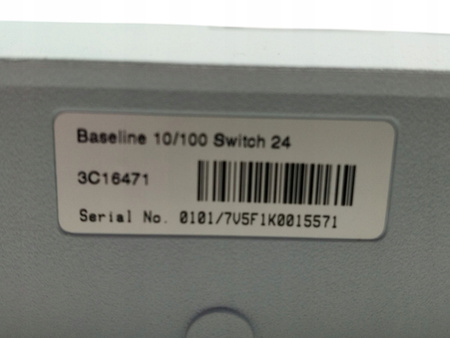 Baseline 10/100 Switch 24
3C16471
Serial No. 0101/7V5F1K0015571